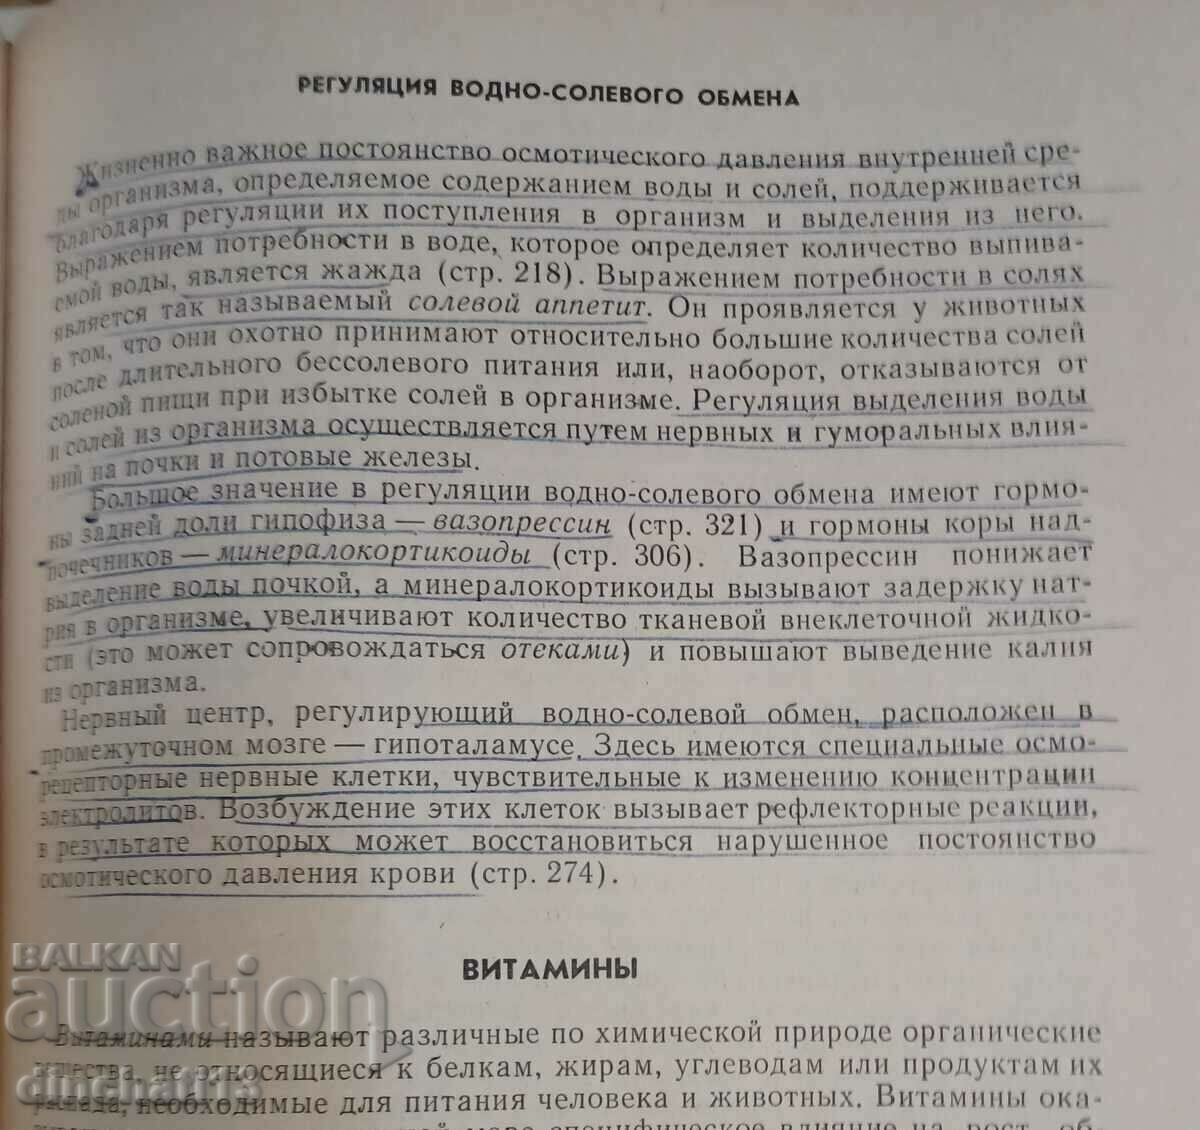 РЕГУЛЯЦИЯ ВОДНО-СОЛЕВОГО ОБМЕНА
Жизненно важное постоянство осмотического давления внутренней сре-
ды организма, определяемое содержанием воды и солей, поддерживается
благодаря регуляции их поступления в организм и выделения из него.
Выражением потребности в воде, которое определяет количество выпива-
емой воды, является жажда (стр. 218). Выражением потребности в солях
является так называемый солевой аппетит. Он проявляется у животных
в том, что они охотно принимают относительно большие количества солей
после длительного бессолевого питания или, наоборот, отказываются от
соленой пищи при избытке солей в организме. Регуляция выделения воды
и солей из организма осуществляется путем нервных и гуморальных влия-
ний на почки и потовые железы.
Большое значение в регуляции водно-солевого обмена имеют гормо-
ны задней доли гипофиза — вазопрессин (стр. 321) и гормоны коры над-
почечников — минералокортикоиды (стр. 306). Вазопрессин понижает
выделение воды почкой, а минералокортикоиды вызывают задержку нат-
рия в организме, увеличивают количество тканевой внеклеточной жидко-
сти (это может сопровождаться отеками) и повышают выведение калия
из организма.
Нервный центр, регулирующий водно-солевой обмен, расположен в
промежуточном мозге — гипоталамусе. Здесь имеются специальные осмо-
рецепторные нервные клетки, чувствительные к изменению концентрации
электролитов. Возбуждение этих клеток вызывает рефлекторные реакции,
в результате которых может восстановиться нарушенное постоянство
осмотического давления крови (стр. 274).
ВИТАМИНЫ
BALKAN
auction
Витаминами называют различные по химической природе органические
вещества, не относящиеся к белкам, жирам, углеводам или продуктам их
распада, необходимые для питания человека и животных. Витамины ока-
специфическое влияние на рост, об-